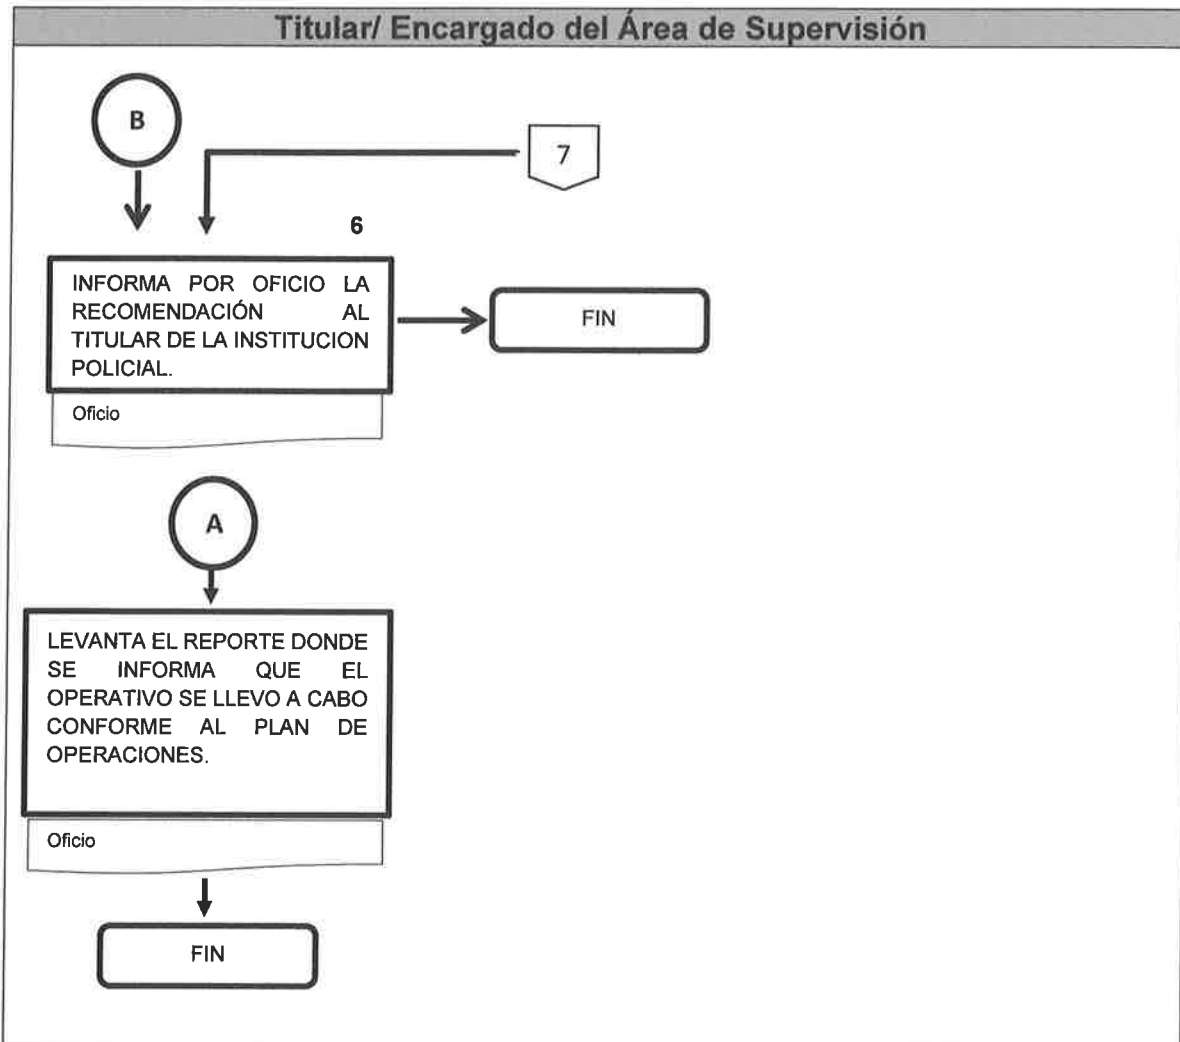 Titular/ Encargado del Área de Supervisión
B
7
6
INFORMA POR OFICIO LA
RECOMENDACIÓN AL
TITULAR DE LA INSTITUCION
POLICIAL.
FIN
Oficio
A
LEVANTA EL REPORTE DONDE
SE INFORMA QUE EL
OPERATIVO SE LLEVO A CABO
CONFORME AL PLAN DE
OPERACIONES.
Oficio
FIN